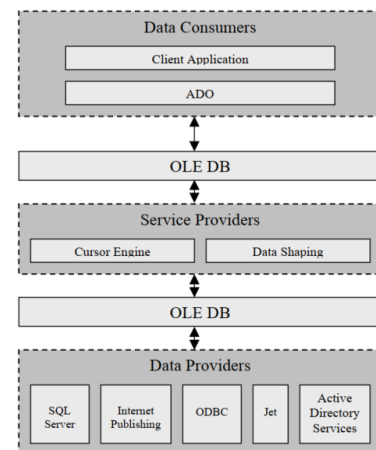 Data Consumers
Client Application
ADO
OLE DB
Service Providers
Cursor Engine
Data Shaping
OLE DB
Data Providers
SQL
Server
Internet
Publishing
ODBC
Jet
Active
Directory
Services